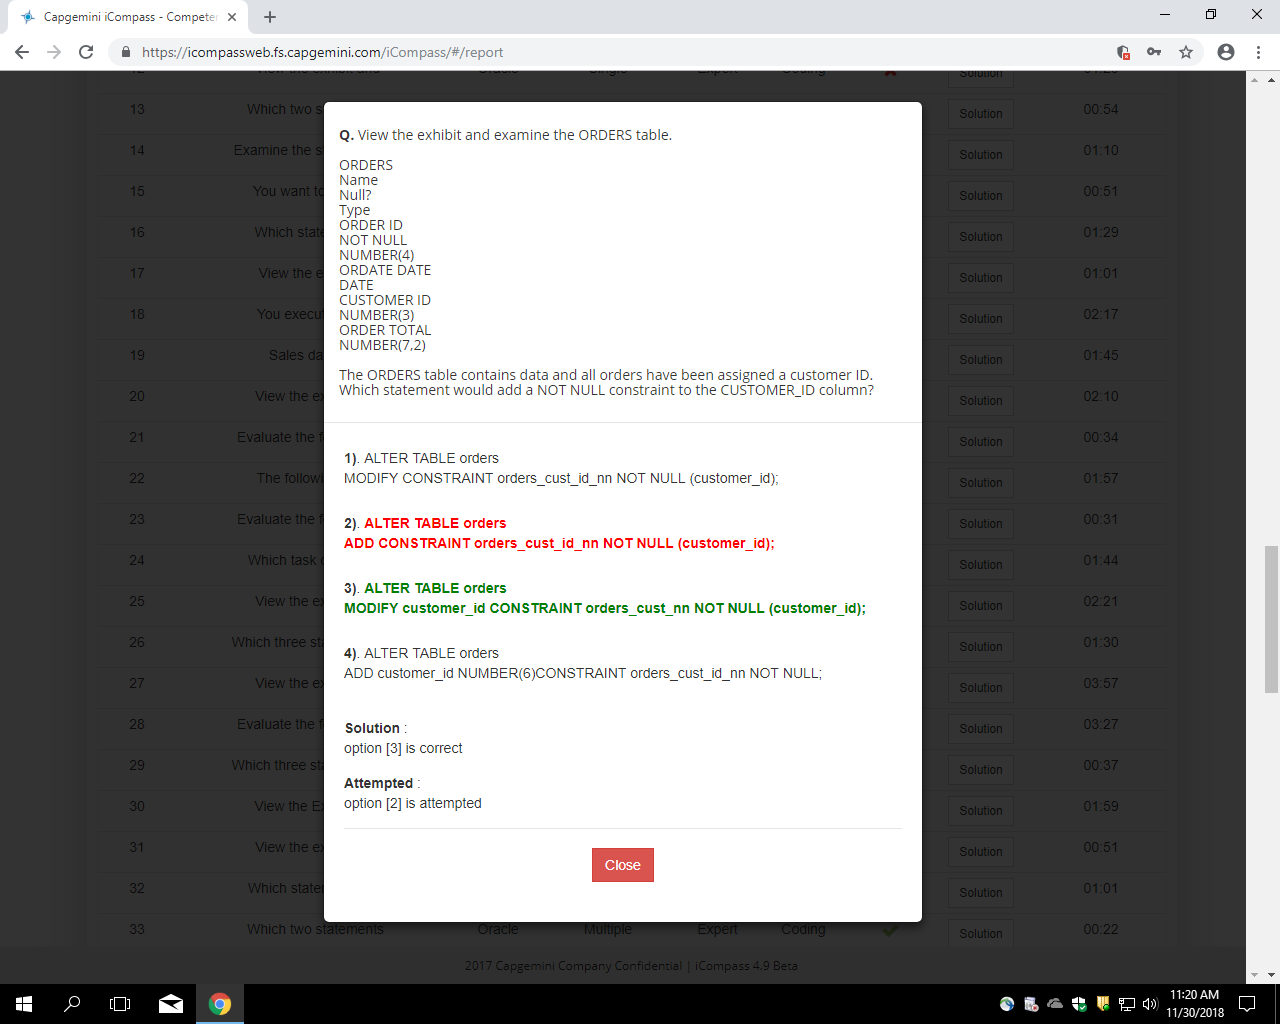 Capgemini iCompass - Competer
https://icompassweb.fs.capgemini.com/iCompass/#/report
13 Which two s Solution 00:54
14 Examine the s Solution 01:10
15 You want to Solution 00:51
16 Which state Solution 01:29
17 View the e Solution 01:01
18 You execu Solution 02:17
19 Sales da Solution 01:45
20 View the e Solution 02:10
21 Evaluate the f Solution 00:34
22 The followi Solution 01:57
23 Evaluate the f Solution 00:31
24 Which task Solution 01:44
25 View the e Solution 02:21
26 Which three st Solution 01:30
27 View the e Solution 03:57
28 Evaluate the f Solution 03:27
29 Which three st Solution 00:37
30 View the E Solution 01:59
31 View the e Solution 00:51
32 Which state Solution 01:01
33 Which two statements Oracle Multiple Expert Coding Solution 00:22
Q. View the exhibit and examine the ORDERS table.
ORDERS
Name
Null?
Type
ORDER ID
NOT NULL
NUMBER(4)
ORDATE DATE
DATE
CUSTOMER ID
NUMBER(3)
ORDER TOTAL
NUMBER(7,2)
The ORDERS table contains data and all orders have been assigned a customer ID.
Which statement would add a NOT NULL constraint to the CUSTOMER_ID column?
1). ALTER TABLE orders
MODIFY CONSTRAINT orders_cust_id_nn NOT NULL (customer_id);
2). ALTER TABLE orders
ADD CONSTRAINT orders_cust_id_nn NOT NULL (customer_id);
3). ALTER TABLE orders
MODIFY customer_id CONSTRAINT orders_cust_nn NOT NULL (customer_id);
4). ALTER TABLE orders
ADD customer_id NUMBER(6)CONSTRAINT orders_cust_id_nn NOT NULL;
Solution :
option [3] is correct
Attempted :
option [2] is attempted
Close
2017 Capgemini Company Confidential | iCompass 4.9 Beta
11:20 AM
11/30/2018